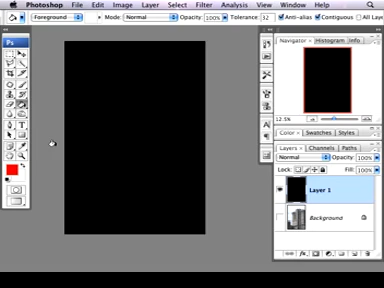 Photoshop File Edit Image Layer Select Filter Analysis View Window Help
Foreground Mode: Normal Opacity: 100% Tolerance: 32 Anti-alias Contiguous All Laye
Ps
Navigator × Histogram Info
12.5%
Color × Swatches Styles
Layers × Channels Paths
Normal Opacity: 100%
Lock: Fill: 100%
Layer 1
Background